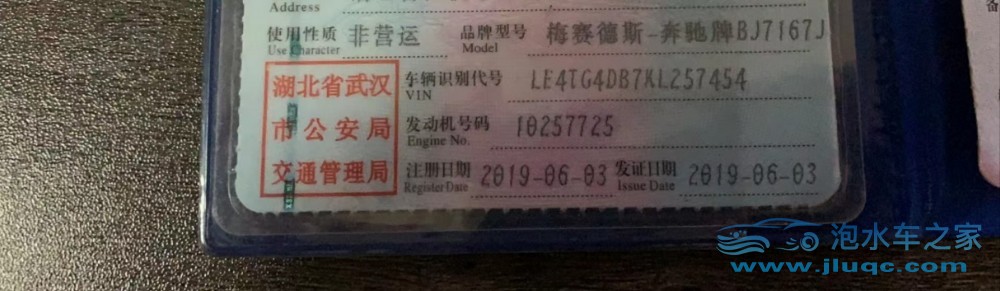 Address
使用性质 非营运 品牌型号 梅赛德斯-奔驰牌BJ7167J
Use Character Model
湖北省武汉
市公安局
交通管理局
车辆识别代号 LE4TG4DB7KL257454
VIN
发动机号码 10257725
Engine No.
注册日期 2019-06-03 发证日期 2019-06-03
Register Date Issue Date
泡水车之家
www.jluqc.com